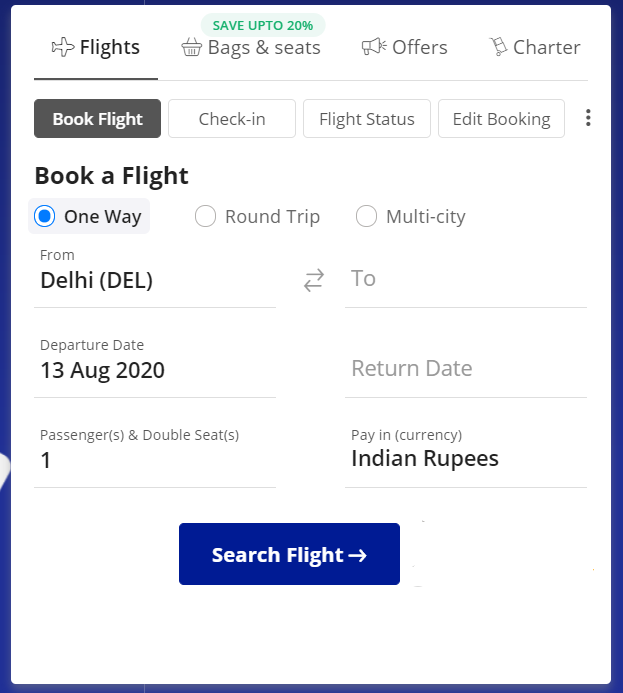 SAVE UPTO 20%
Flights Bags & seats Offers Charter
Book Flight Check-in Flight Status Edit Booking
Book a Flight
One Way Round Trip Multi-city
From
Delhi (DEL) To
Departure Date
13 Aug 2020 Return Date
Passenger(s) & Double Seat(s) Pay in (currency)
1 Indian Rupees
Search Flight